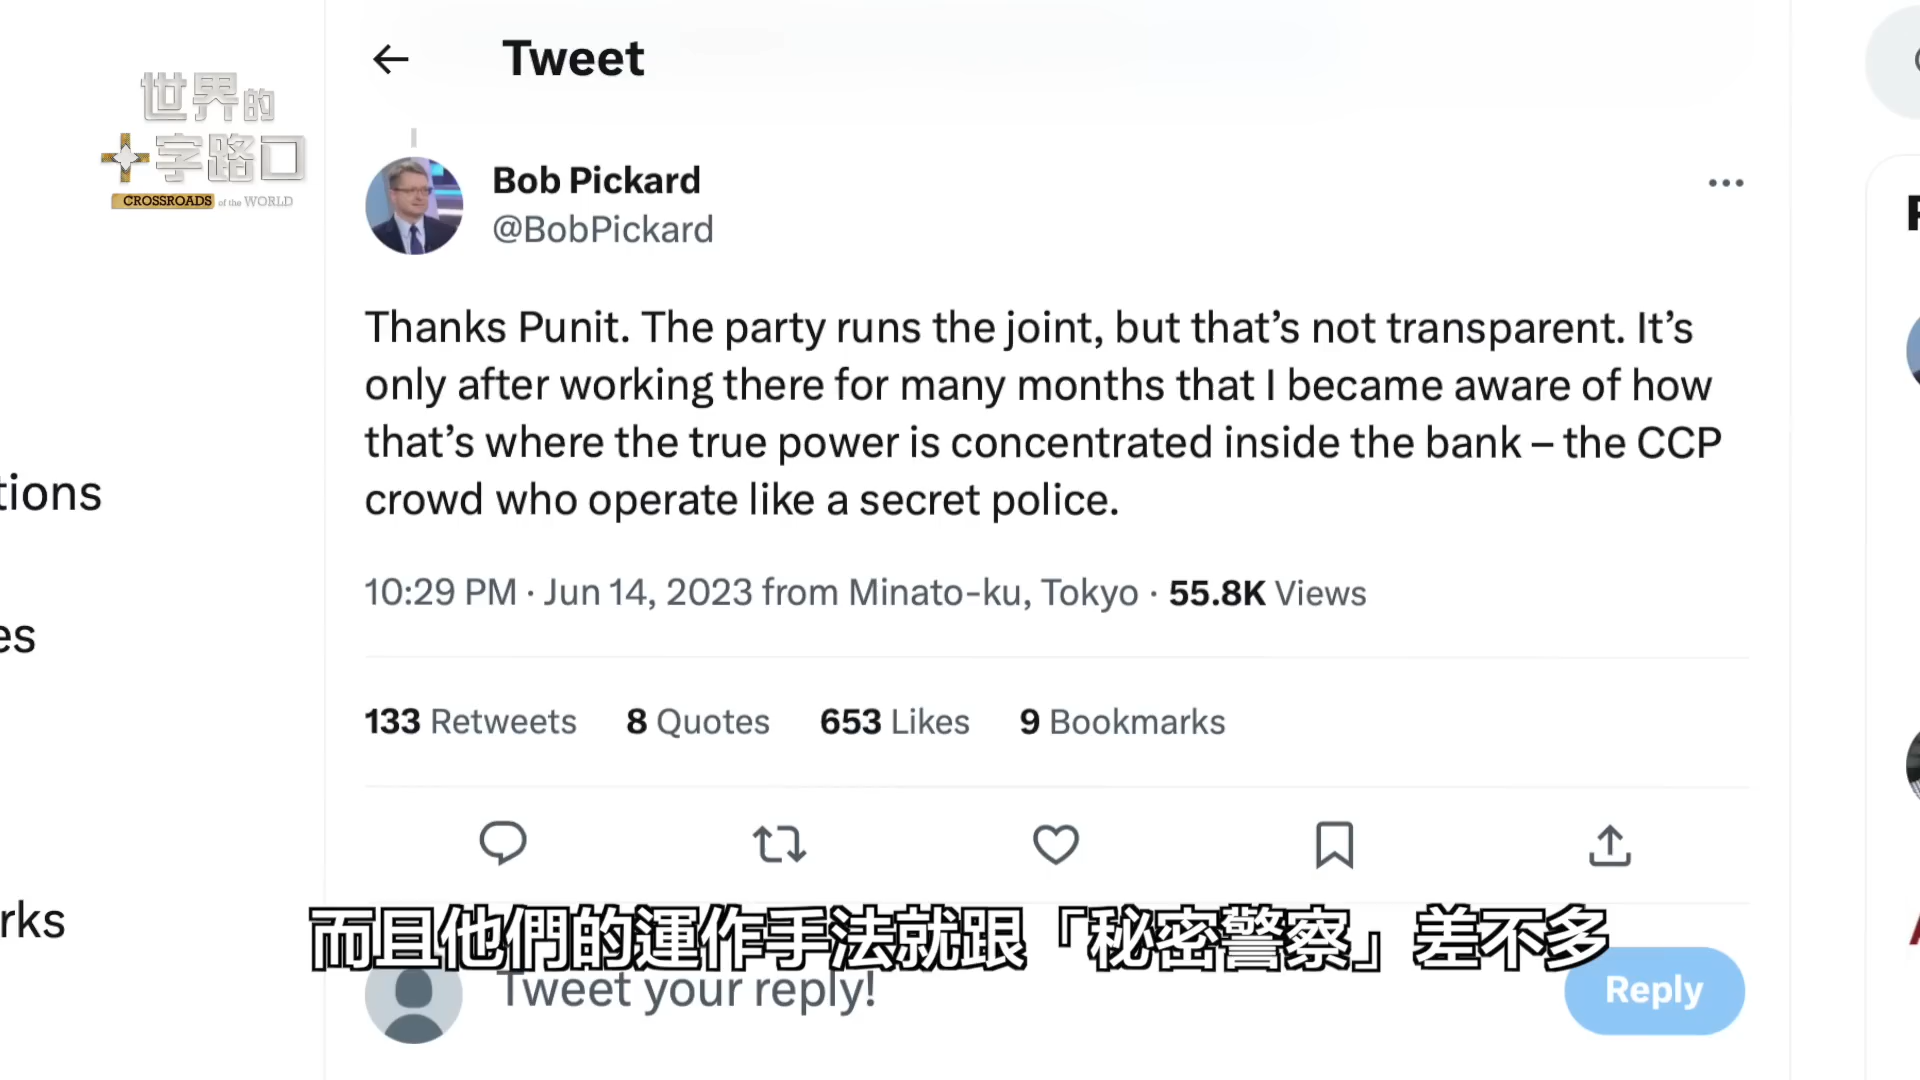 世界的
十字路口
CROSSROADS of the WORLD
Tweet
Bob Pickard
@BobPickard
Thanks Punit. The party runs the joint, but that’s not transparent. It’s
only after working there for many months that I became aware of how
that’s where the true power is concentrated inside the bank – the CCP
crowd who operate like a secret police.
10:29 PM · Jun 14, 2023 from Minato-ku, Tokyo · 55.8K Views
133 Retweets 8 Quotes 653 Likes 9 Bookmarks
而且他們的運作手法就跟「秘密警察」差不多
Tweet your reply!
Reply
tions
es
rks